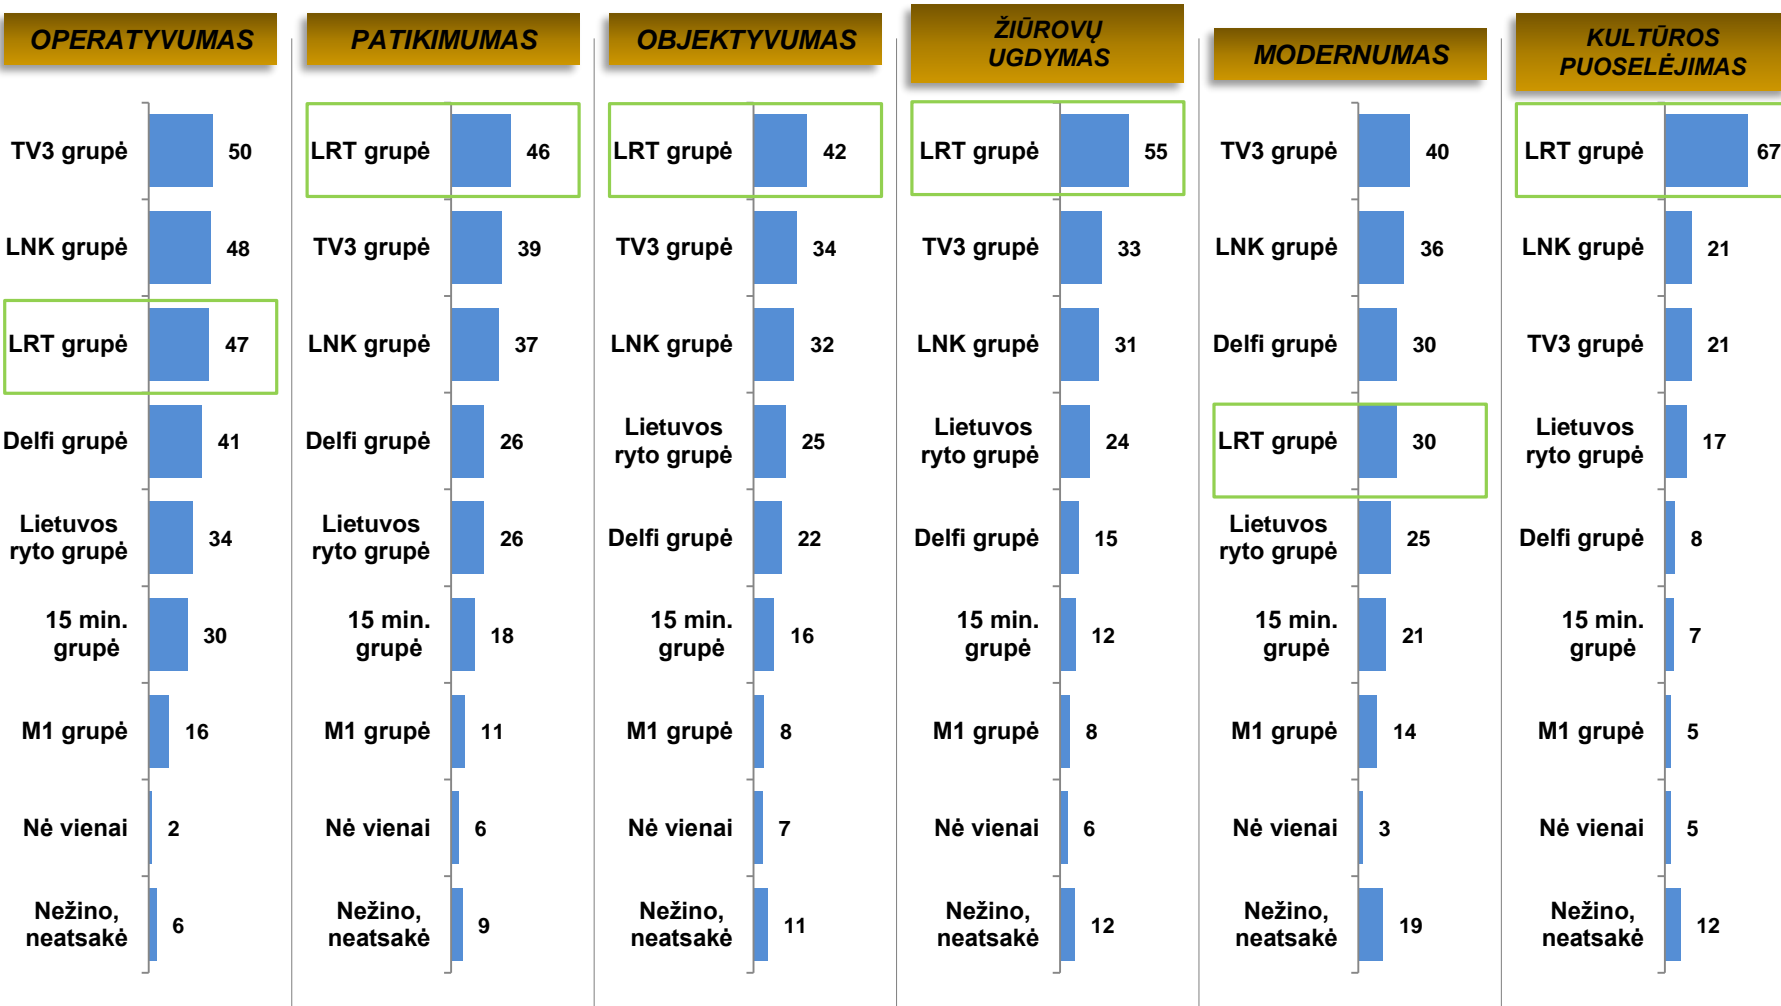 OPERATYVUMAS
TV3 grupė
50
LNK grupė
48
LRT grupė
47
Delfi grupė
41
Lietuvos
ryto grupė
34
15 min.
grupė
30
M1 grupė
16
Nė vienai
2
Nežino,
neatsakė
6
PATIKIMUMAS
LRT grupė
46
TV3 grupė
39
LNK grupė
37
Delfi grupė
26
Lietuvos
ryto grupė
26
15 min.
grupė
18
M1 grupė
11
Nė vienai
6
Nežino,
neatsakė
9
OBJEKTYVUMAS
LRT grupė
42
TV3 grupė
34
LNK grupė
32
Lietuvos
ryto grupė
25
Delfi grupė
22
15 min.
grupė
16
M1 grupė
8
Nė vienai
7
Nežino,
neatsakė
11
ŽIŪROVŲ
UGDYMAS
LRT grupė
55
TV3 grupė
33
LNK grupė
31
Lietuvos
ryto grupė
24
Delfi grupė
15
15 min.
grupė
12
M1 grupė
8
Nė vienai
6
Nežino,
neatsakė
12
MODERNUMAS
TV3 grupė
40
LNK grupė
36
Delfi grupė
30
LRT grupė
30
Lietuvos
ryto grupė
25
15 min.
grupė
21
M1 grupė
14
Nė vienai
3
Nežino,
neatsakė
19
KULTŪROS
PUOSELĖJIMAS
LRT grupė
67
LNK grupė
21
TV3 grupė
21
Lietuvos
ryto grupė
17
Delfi grupė
8
15 min.
grupė
7
M1 grupė
5
Nė vienai
5
Nežino,
neatsakė
12